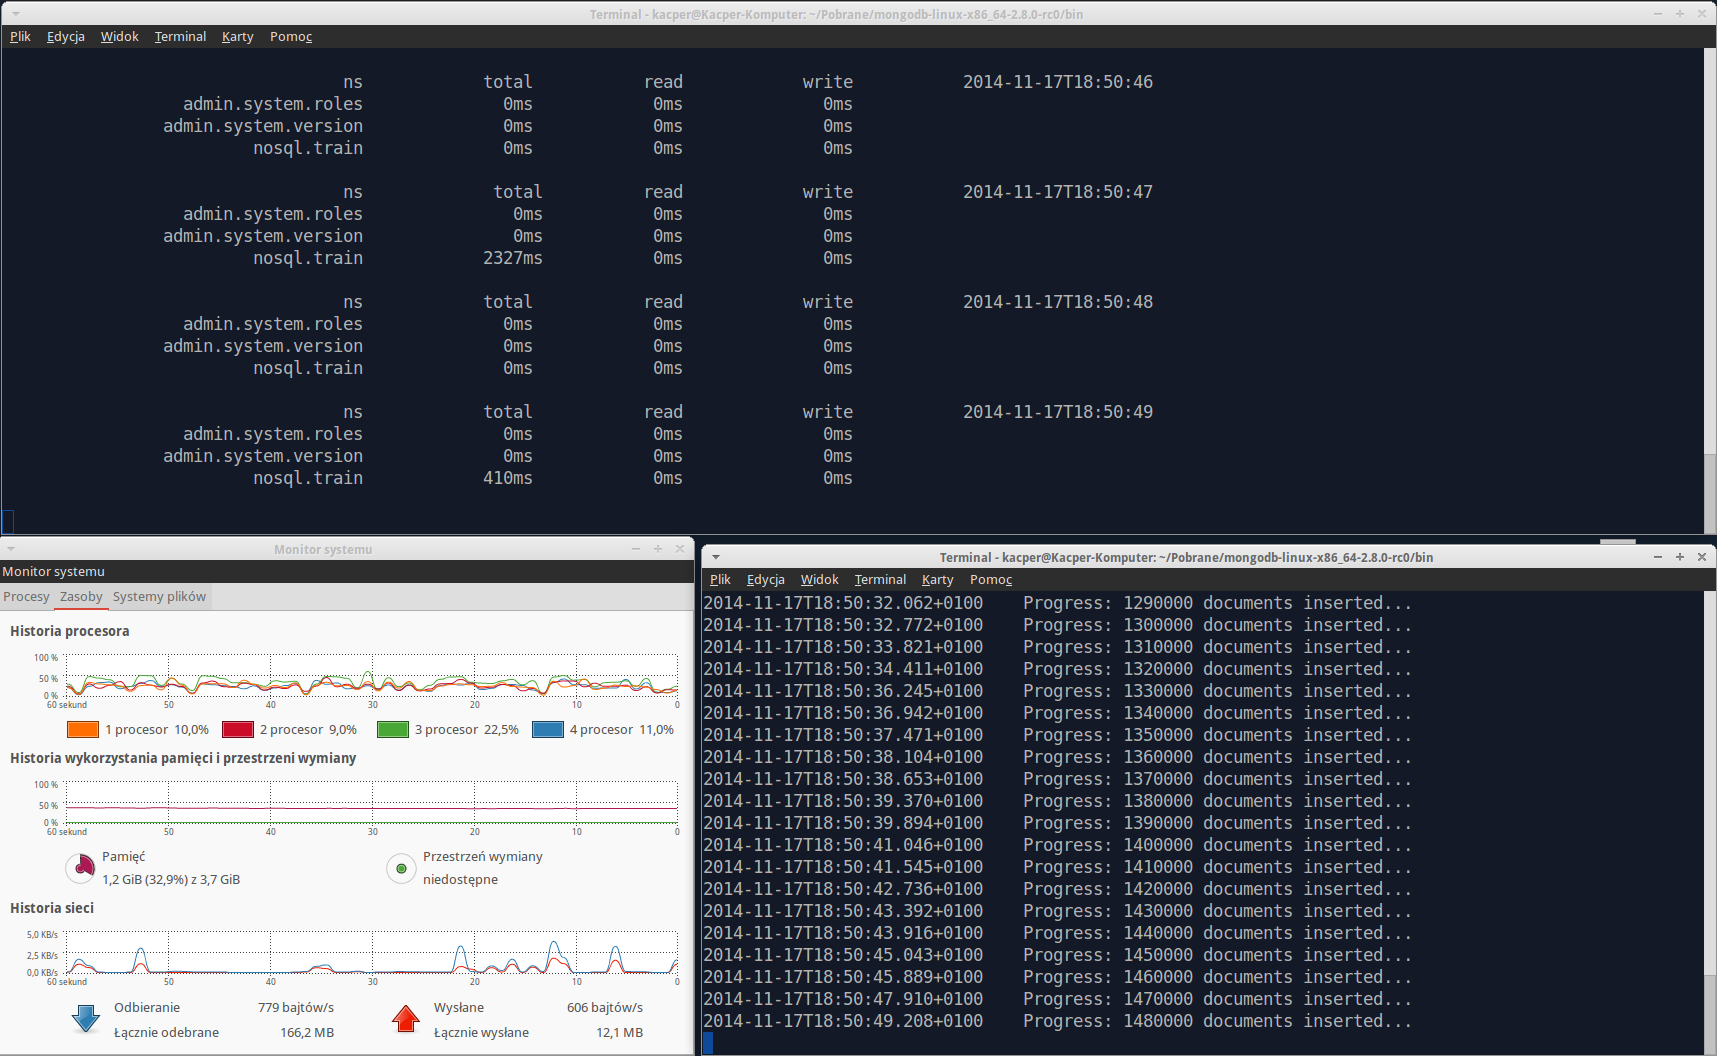 Terminal - kacper@Kacper-Komputer: ~/Pobrane/mongodb-linux-x86_64-2.8.0-rc0/bin
Plik Edycja Widok Terminal Karty Pomoc
ns total read write 2014-11-17T18:50:46
admin.system.roles 0ms 0ms 0ms
admin.system.version 0ms 0ms 0ms
nosql.train 0ms 0ms 0ms
ns total read write 2014-11-17T18:50:47
admin.system.roles 0ms 0ms 0ms
admin.system.version 0ms 0ms 0ms
nosql.train 2327ms 0ms 0ms
ns total read write 2014-11-17T18:50:48
admin.system.roles 0ms 0ms 0ms
admin.system.version 0ms 0ms 0ms
nosql.train 0ms 0ms 0ms
ns total read write 2014-11-17T18:50:49
admin.system.roles 0ms 0ms 0ms
admin.system.version 0ms 0ms 0ms
nosql.train 410ms 0ms 0ms
Monitor systemu
Monitor systemu
Procesy Zasoby Systemy plików
Historia procesora
100 %
50 %
0 %
60 sekund 50 40 30 20 10 0
1 procesor 10,0% 2 procesor 9,0% 3 procesor 22,5% 4 procesor 11,0%
Historia wykorzystania pamięci i przestrzeni wymiany
100 %
50 %
0 %
60 sekund 50 40 30 20 10 0
Pamięć Przestrzeń wymiany
1,2 GiB (32,9%) z 3,7 GiB niedostępne
Historia sieci
5,0 KB/s
2,5 KB/s
0,0 KB/s
60 sekund 50 40 30 20 10 0
Odbieranie 779 bajtów/s Wysłane 606 bajtów/s
Łącznie odebrane 166,2 MB Łącznie wysłane 12,1 MB
Terminal - kacper@Kacper-Komputer: ~/Pobrane/mongodb-linux-x86_64-2.8.0-rc0/bin
Plik Edycja Widok Terminal Karty Pomoc
2014-11-17T18:50:32.062+0100 Progress: 1290000 documents inserted...
2014-11-17T18:50:32.772+0100 Progress: 1300000 documents inserted...
2014-11-17T18:50:33.821+0100 Progress: 1310000 documents inserted...
2014-11-17T18:50:34.411+0100 Progress: 1320000 documents inserted...
2014-11-17T18:50:36.245+0100 Progress: 1330000 documents inserted...
2014-11-17T18:50:36.942+0100 Progress: 1340000 documents inserted...
2014-11-17T18:50:37.471+0100 Progress: 1350000 documents inserted...
2014-11-17T18:50:38.104+0100 Progress: 1360000 documents inserted...
2014-11-17T18:50:38.653+0100 Progress: 1370000 documents inserted...
2014-11-17T18:50:39.370+0100 Progress: 1380000 documents inserted...
2014-11-17T18:50:39.894+0100 Progress: 1390000 documents inserted...
2014-11-17T18:50:41.046+0100 Progress: 1400000 documents inserted...
2014-11-17T18:50:41.545+0100 Progress: 1410000 documents inserted...
2014-11-17T18:50:42.736+0100 Progress: 1420000 documents inserted...
2014-11-17T18:50:43.392+0100 Progress: 1430000 documents inserted...
2014-11-17T18:50:43.916+0100 Progress: 1440000 documents inserted...
2014-11-17T18:50:45.043+0100 Progress: 1450000 documents inserted...
2014-11-17T18:50:45.889+0100 Progress: 1460000 documents inserted...
2014-11-17T18:50:47.910+0100 Progress: 1470000 documents inserted...
2014-11-17T18:50:49.208+0100 Progress: 1480000 documents inserted...